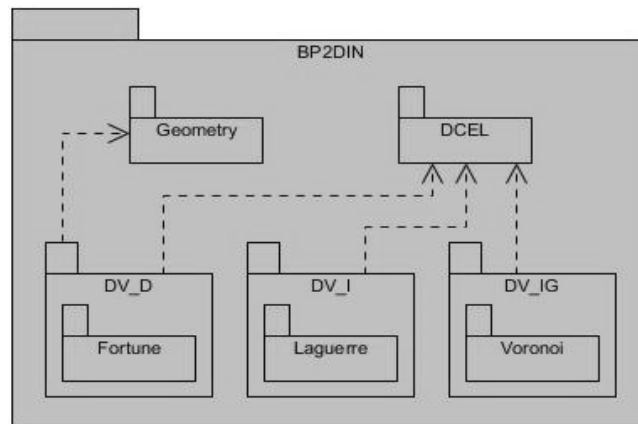 BP2DIN
Geometry
DCEL
DV_D
DV_I
DV_IG
Fortune
Laguerre
Voronoi